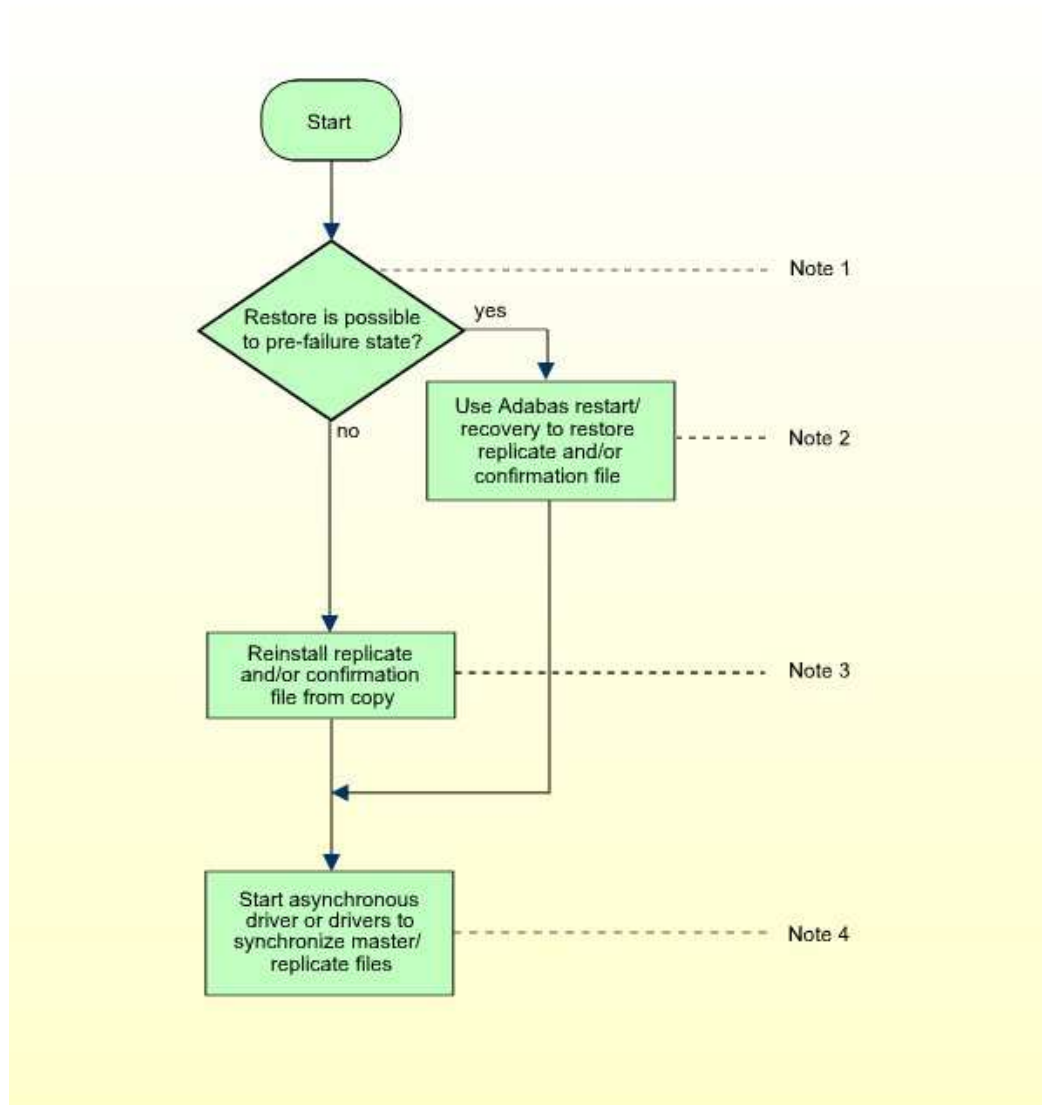 Start
Note 1
Restore is possible
to pre-failure state?
yes
no
Use Adabas restart/
recovery to restore
replicate and/or
confirmation file
Note 2
Reinstall replicate
and/or confirmation
file from copy
Note 3
Start asynchronous
driver or drivers to
synchronize master/
replicate files
Note 4